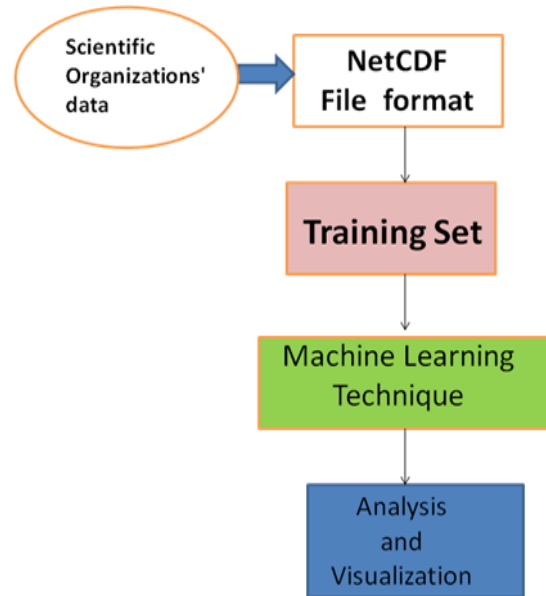 Scientific
Organizations'
data
NetCDF
File format
Training Set
Machine Learning
Technique
Analysis
and
Visualization